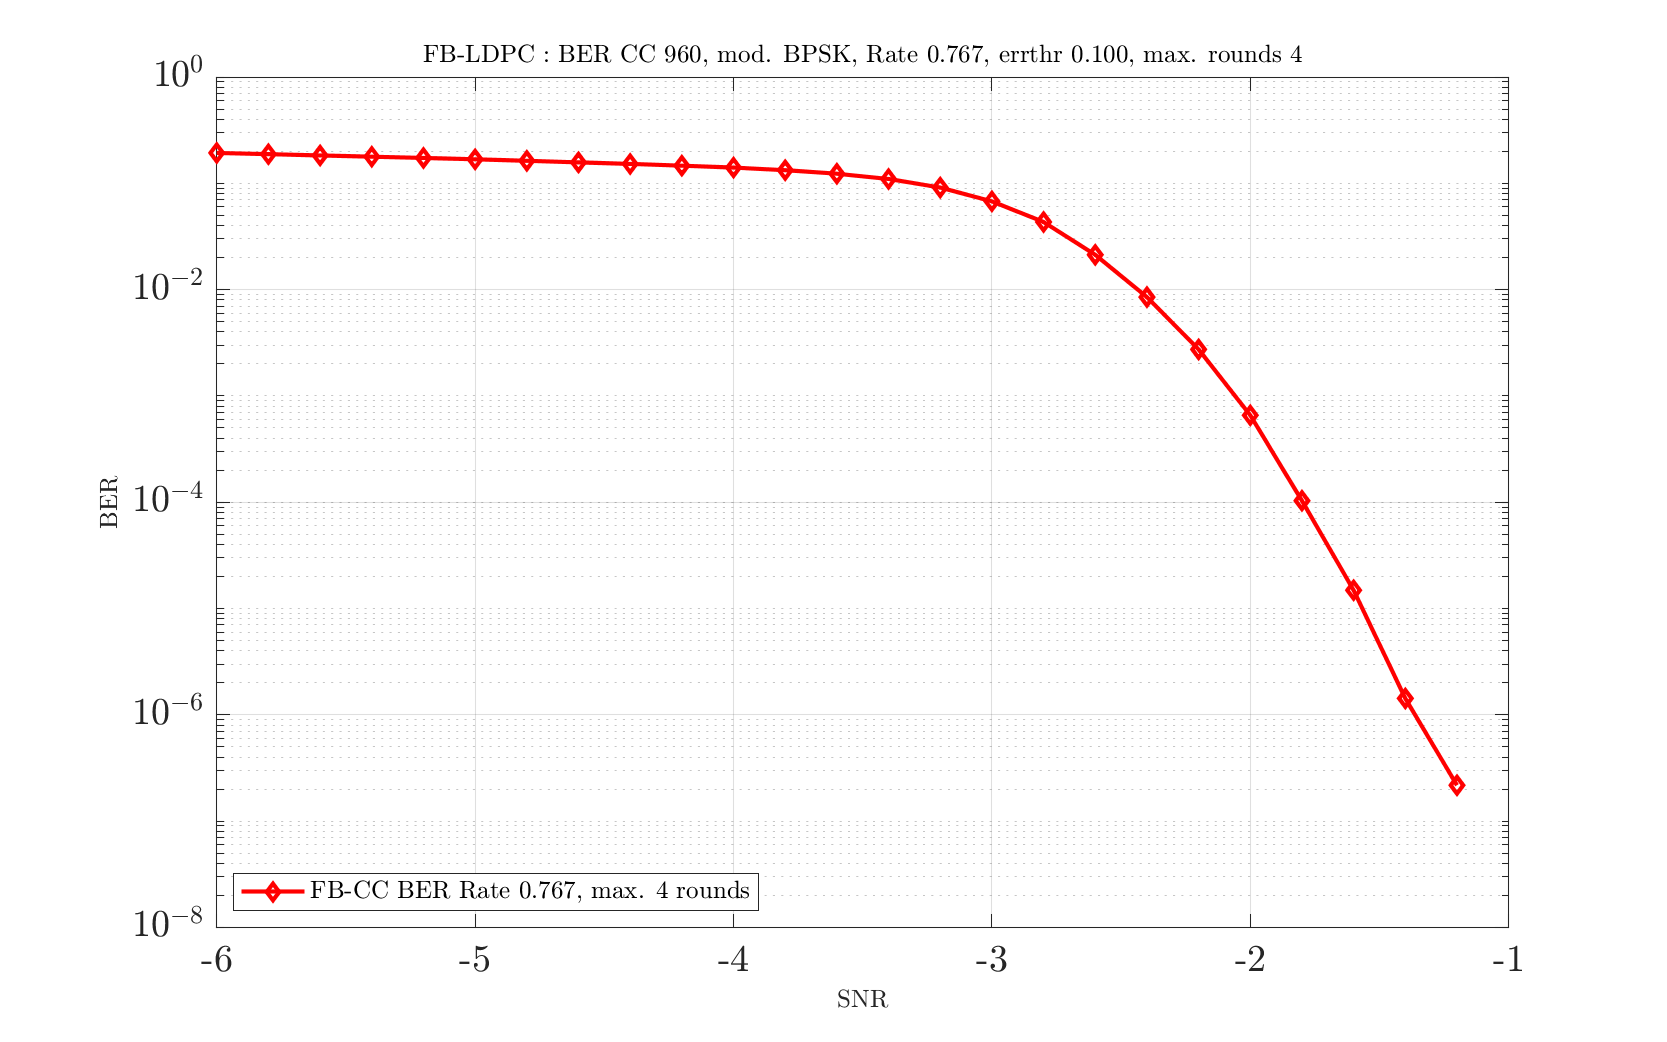 FB-LDPC : BER CC 960, mod. BPSK, Rate 0.767, errthr 0.100, max. rounds 4
10^0
10^-2
10^-4
10^-6
10^-8
BER
FB-CC BER Rate 0.767, max. 4 rounds
-6 -5 -4 -3 -2 -1
SNR